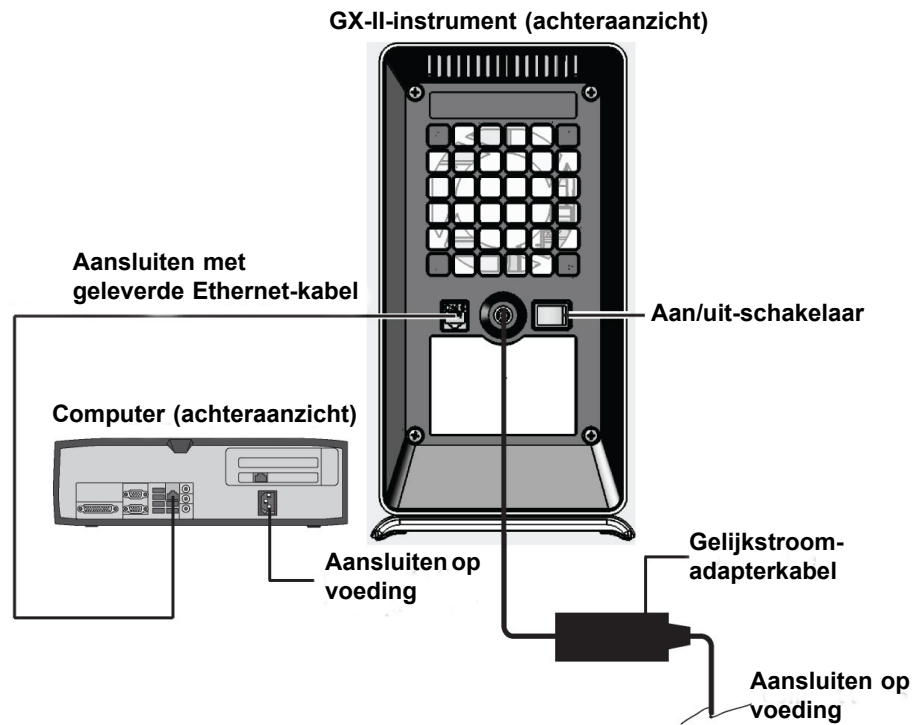 GX-II-instrument (achteraanzicht)
Aansluiten met
geleverde Ethernet-kabel
Aan/uit-schakelaar
Computer (achteraanzicht)
Aansluiten op
voeding
Gelijkstroom-
adapterkabel
Aansluiten op
voeding